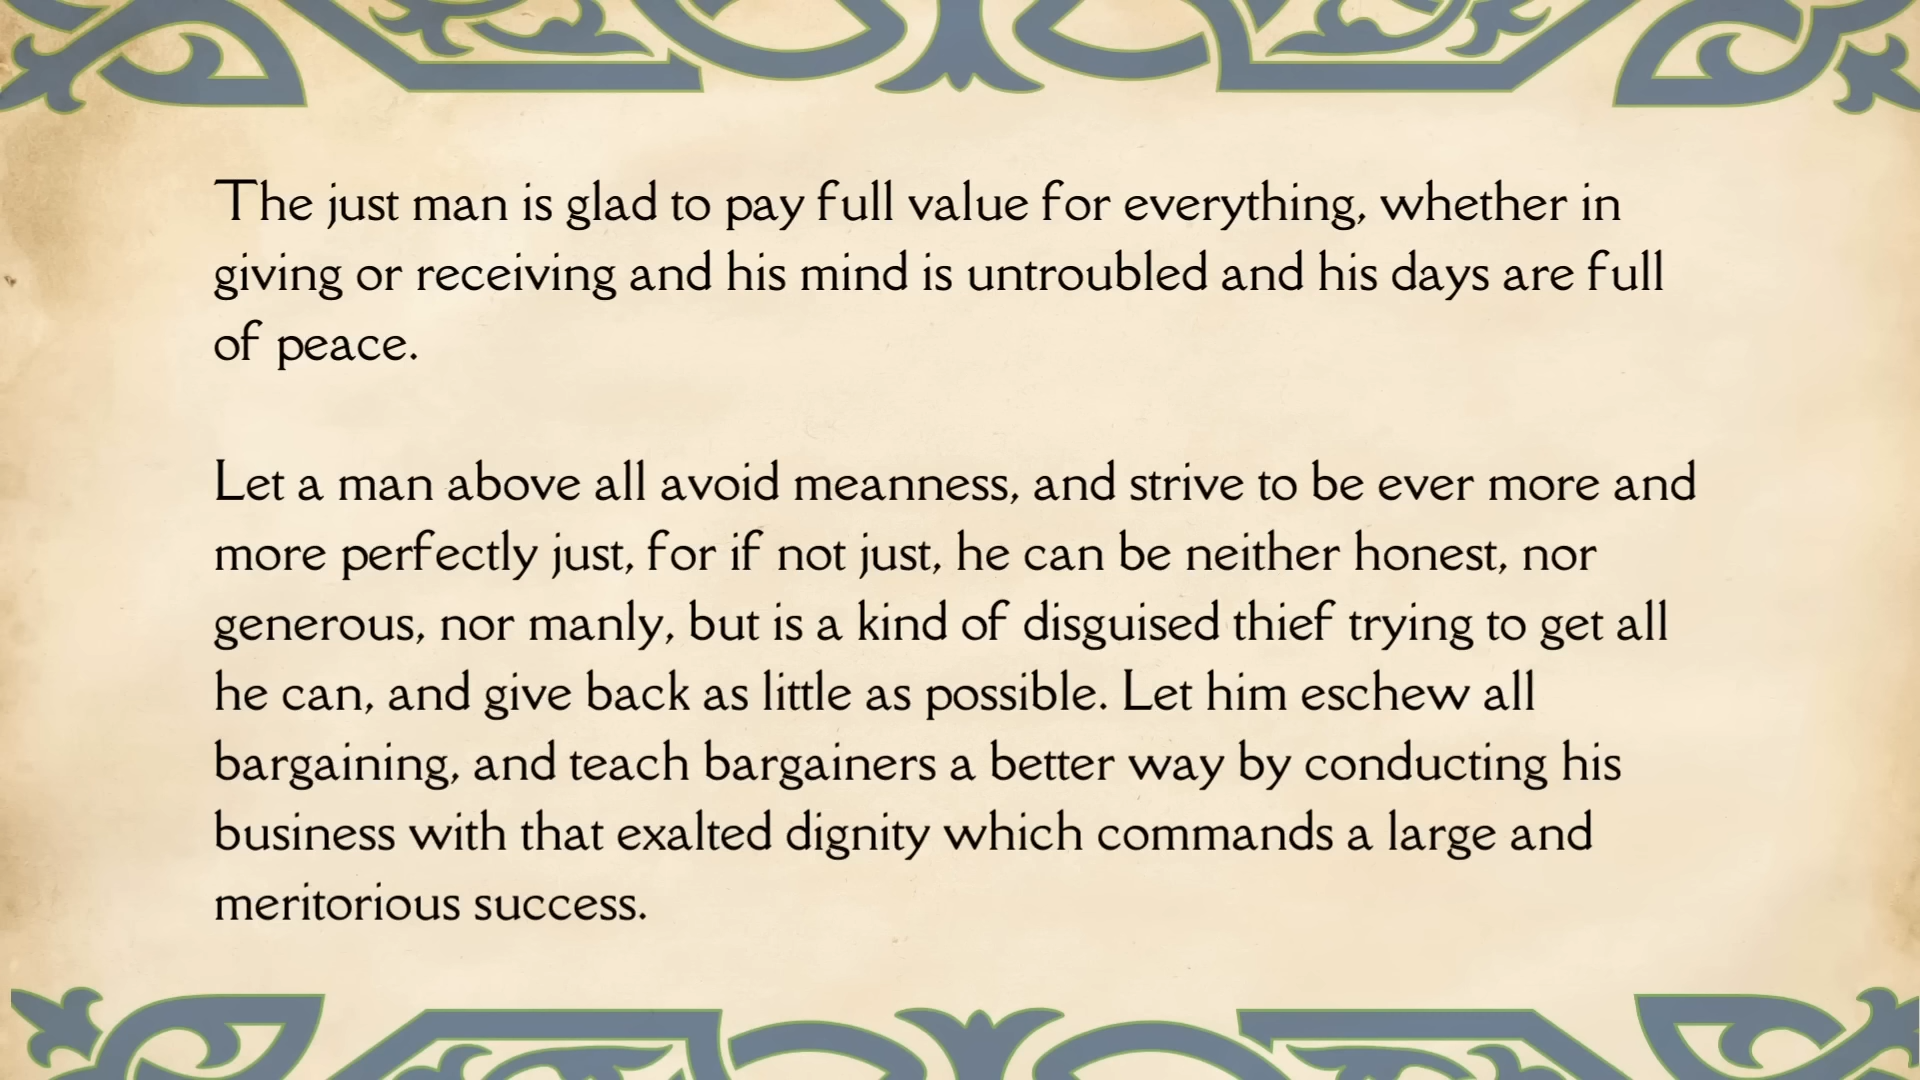 The just man is glad to pay full value for everything, whether in
giving or receiving and his mind is untroubled and his days are full
of peace.
Let a man above all avoid meanness, and strive to be ever more and
more perfectly just, for if not just, he can be neither honest, nor
generous, nor manly, but is a kind of disguised thief trying to get all
he can, and give back as little as possible. Let him eschew all
bargaining, and teach bargainers a better way by conducting his
business with that exalted dignity which commands a large and
meritorious success.